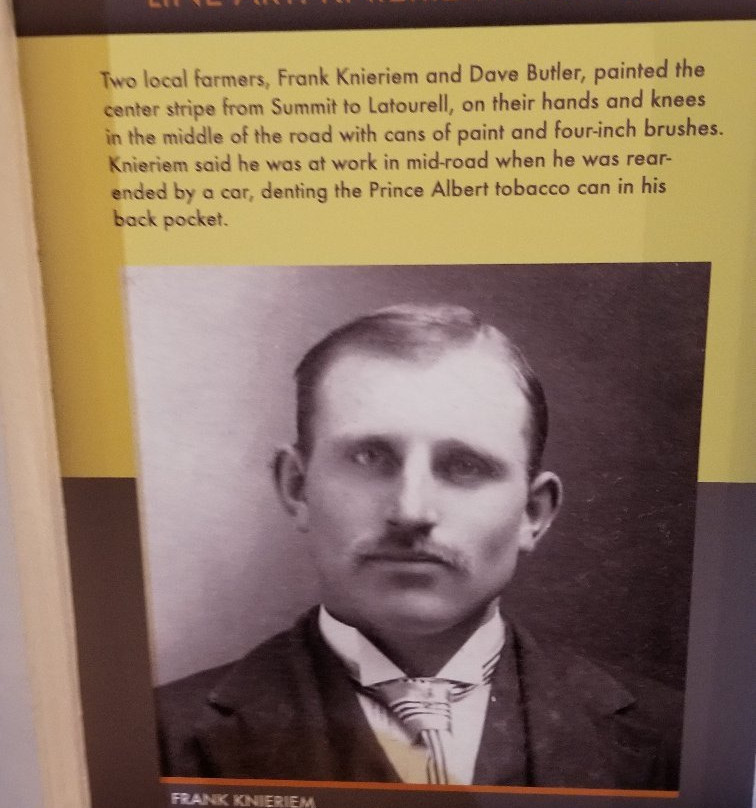 Two local farmers, Frank Knieriem and Dave Butler, painted the
center stripe from Summit to Latourell, on their hands and knees
in the middle of the road with cans of paint and four-inch brushes.
Knieriem said he was at work in mid-road when he was rear-
ended by a car, denting the Prince Albert tobacco can in his
back pocket.
FRANK KNIERIEM